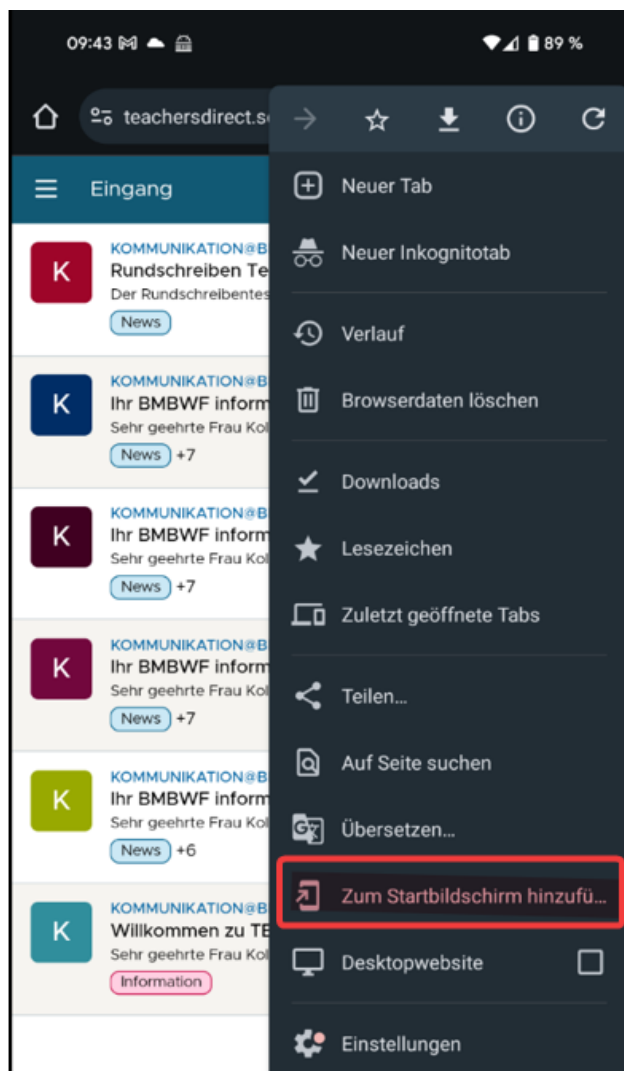 09:43 89 %
teachersdirect.s
Eingang
K
KOMMUNIKATION@B
Rundschreiben Te
Der Rundschreibentes
News
K
KOMMUNIKATION@B
Ihr BMBWF inform
Sehr geehrte Frau Kol
News +7
K
KOMMUNIKATION@B
Ihr BMBWF inform
Sehr geehrte Frau Kol
News +7
K
KOMMUNIKATION@B
Ihr BMBWF inform
Sehr geehrte Frau Kol
News +7
K
KOMMUNIKATION@B
Ihr BMBWF inform
Sehr geehrte Frau Kol
News +6
K
KOMMUNIKATION@B
Willkommen zu TE
Sehr geehrte Frau Kol
Information
Neuer Tab
Neuer Inkognitotab
Verlauf
Browserdaten löschen
Downloads
Lesezeichen
Zuletzt geöffnete Tabs
Teilen…
Auf Seite suchen
Übersetzen…
Zum Startbildschirm hinzufü…
Desktopwebsite
Einstellungen